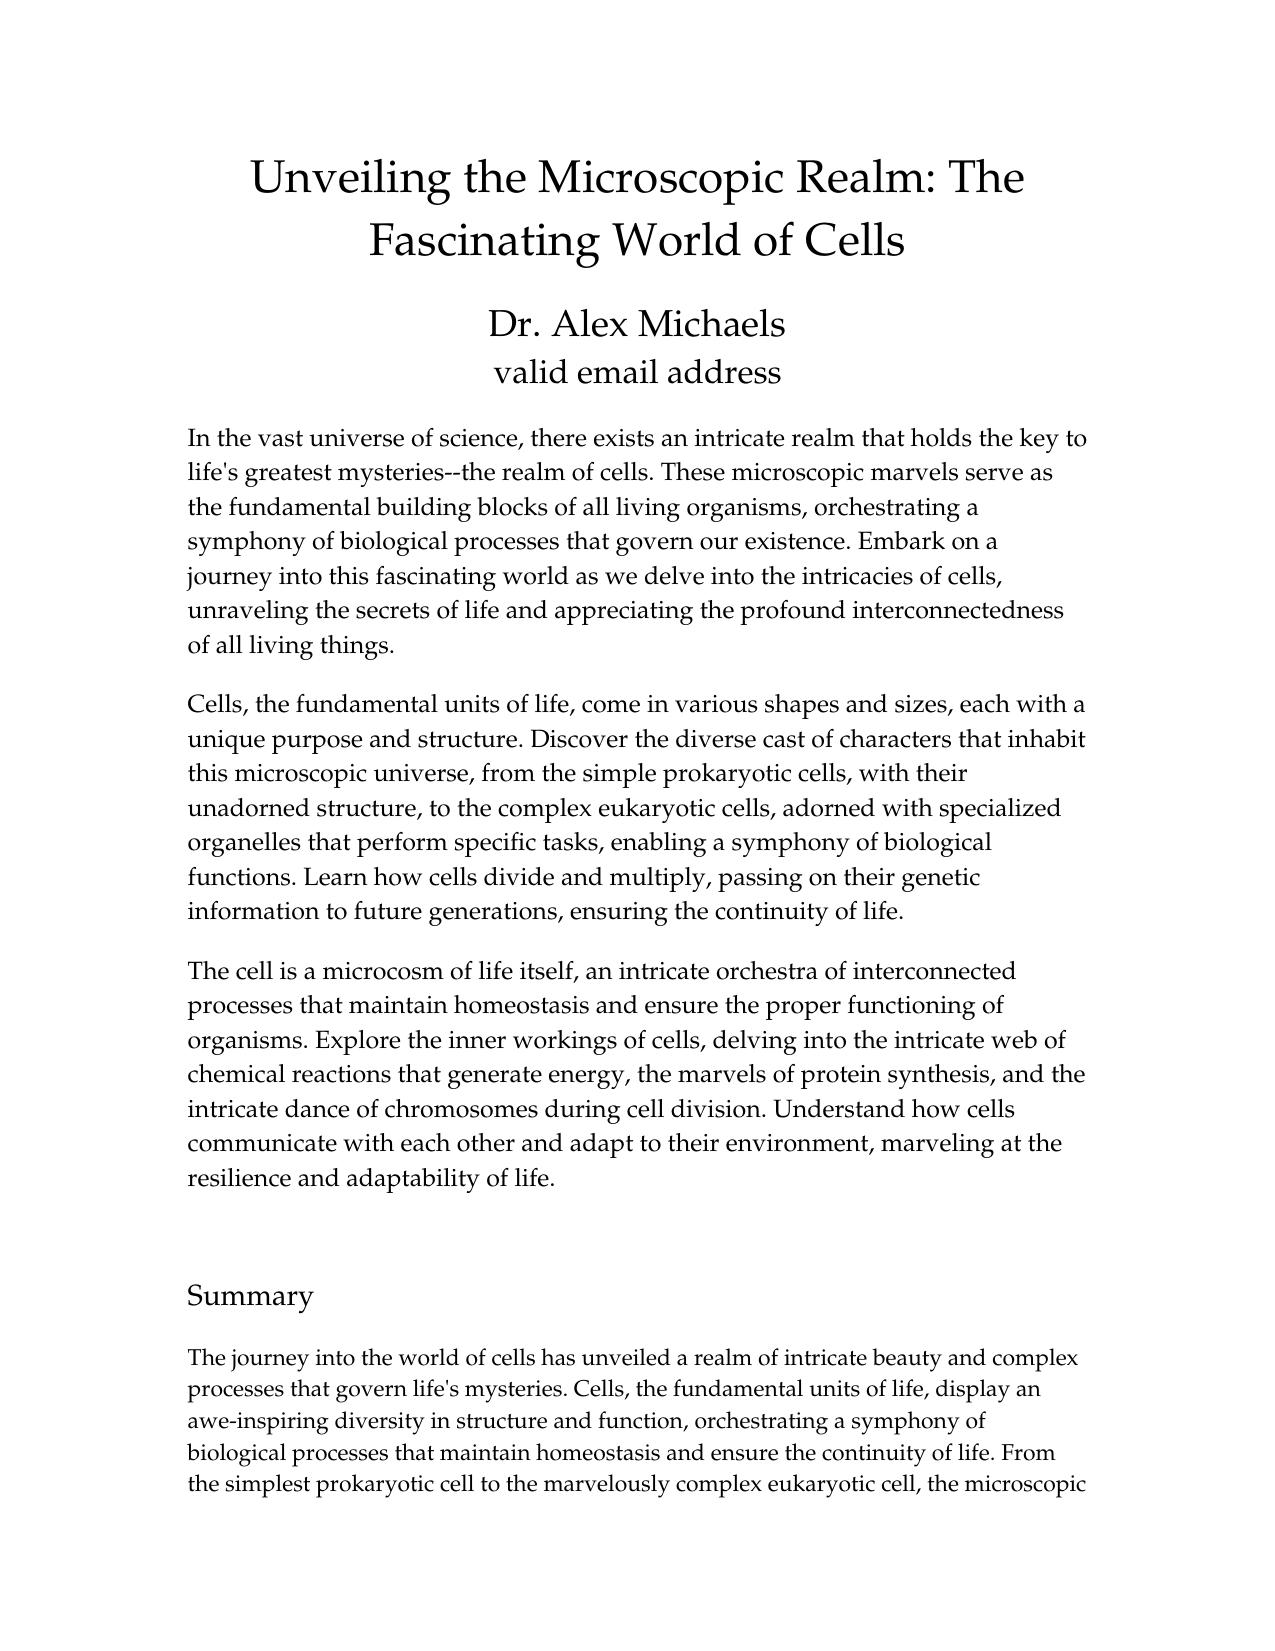 Unveiling the Microscopic Realm: The
Fascinating World of Cells
Dr. Alex Michaels
valid email address
In the vast universe of science, there exists an intricate realm that holds the key to
life's greatest mysteries--the realm of cells. These microscopic marvels serve as
the fundamental building blocks of all living organisms, orchestrating a
symphony of biological processes that govern our existence. Embark on a
journey into this fascinating world as we delve into the intricacies of cells,
unraveling the secrets of life and appreciating the profound interconnectedness
of all living things.
Cells, the fundamental units of life, come in various shapes and sizes, each with a
unique purpose and structure. Discover the diverse cast of characters that inhabit
this microscopic universe, from the simple prokaryotic cells, with their
unadorned structure, to the complex eukaryotic cells, adorned with specialized
organelles that perform specific tasks, enabling a symphony of biological
functions. Learn how cells divide and multiply, passing on their genetic
information to future generations, ensuring the continuity of life.
The cell is a microcosm of life itself, an intricate orchestra of interconnected
processes that maintain homeostasis and ensure the proper functioning of
organisms. Explore the inner workings of cells, delving into the intricate web of
chemical reactions that generate energy, the marvels of protein synthesis, and the
intricate dance of chromosomes during cell division. Understand how cells
communicate with each other and adapt to their environment, marveling at the
resilience and adaptability of life.
Summary
The journey into the world of cells has unveiled a realm of intricate beauty and complex
processes that govern life's mysteries. Cells, the fundamental units of life, display an
awe-inspiring diversity in structure and function, orchestrating a symphony of
biological processes that maintain homeostasis and ensure the continuity of life. From
the simplest prokaryotic cell to the marvelously complex eukaryotic cell, the microscopic